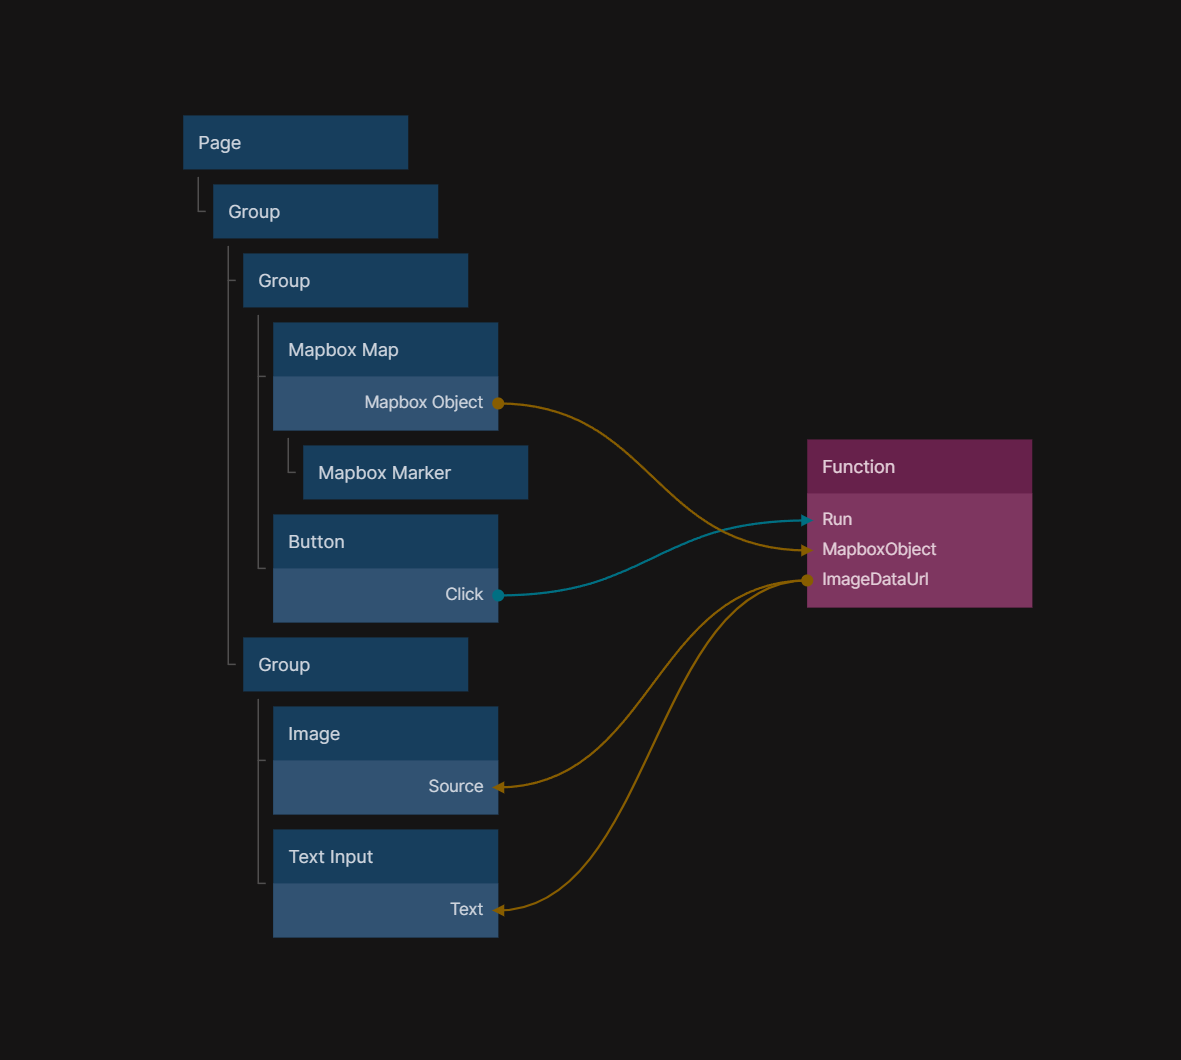 Page
Group
Group
Mapbox Map
Mapbox Object
Mapbox Marker
Button
Click
Group
Image
Source
Text Input
Text
Function
Run
MapboxObject
ImageDataUrl